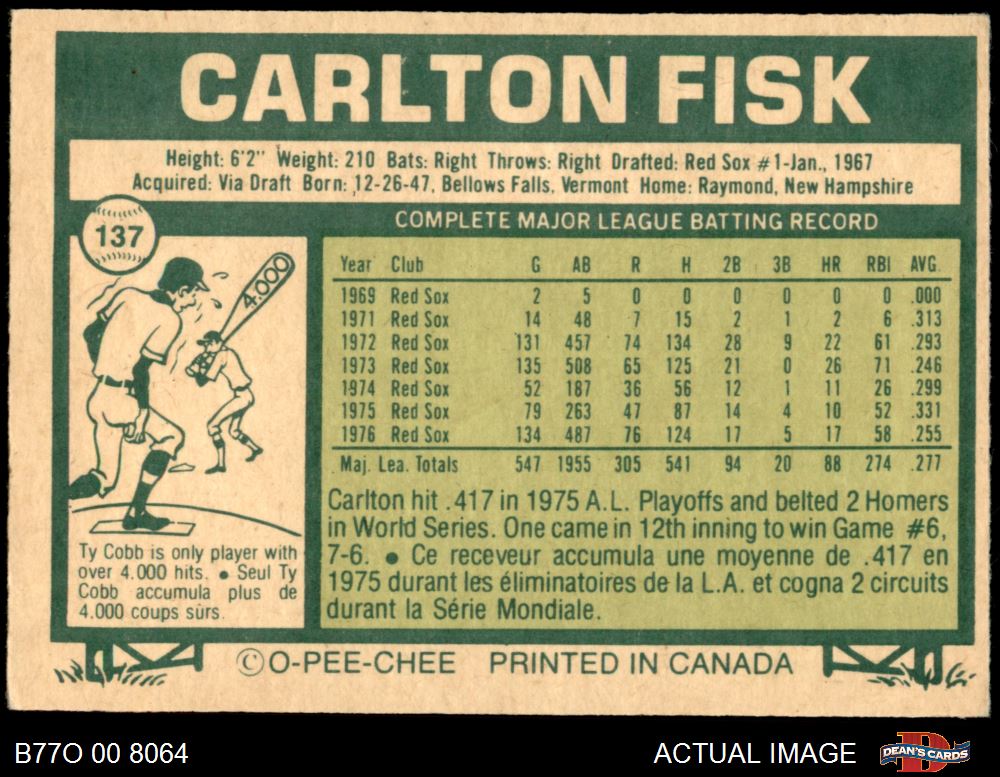 CARLTON FISK
Height: 6'2" Weight: 210 Bats: Right Throws: Right Drafted: Red Sox #1-Jan., 1967
Acquired: Via Draft Born: 12-26-47, Bellows Falls, Vermont Home: Raymond, New Hampshire
137
COMPLETE MAJOR LEAGUE BATTING RECORD
Year Club G AB R H 2B 3B HR RBI AVG.
1969 Red Sox 2 5 0 0 0 0 0 0 .000
1971 Red Sox 14 48 7 15 2 1 2 6 .313
1972 Red Sox 131 457 74 134 28 9 22 61 .293
1973 Red Sox 135 508 65 125 21 0 26 71 .246
1974 Red Sox 52 187 36 56 12 1 11 26 .299
1975 Red Sox 79 263 47 87 14 4 10 52 .331
1976 Red Sox 134 487 76 124 17 5 17 58 .255
Maj. Lea. Totals 547 1955 305 541 94 20 88 274 .277
Carlton hit .417 in 1975 A.L. Playoffs and belted 2 Homers
in World Series. One came in 12th inning to win Game #6,
7-6. ● Ce receveur accumula une moyenne de .417 en
1975 durant les éliminatoires de la L.A. et cogna 2 circuits
durant la Série Mondiale.
4.000
Ty Cobb is only player with
over 4.000 hits. ● Seul Ty
Cobb accumula plus de
4.000 coups sûrs.
©O-PEE-CHEE PRINTED IN CANADA
B77O 00 8064
ACTUAL IMAGE
DEAN'S CARDS